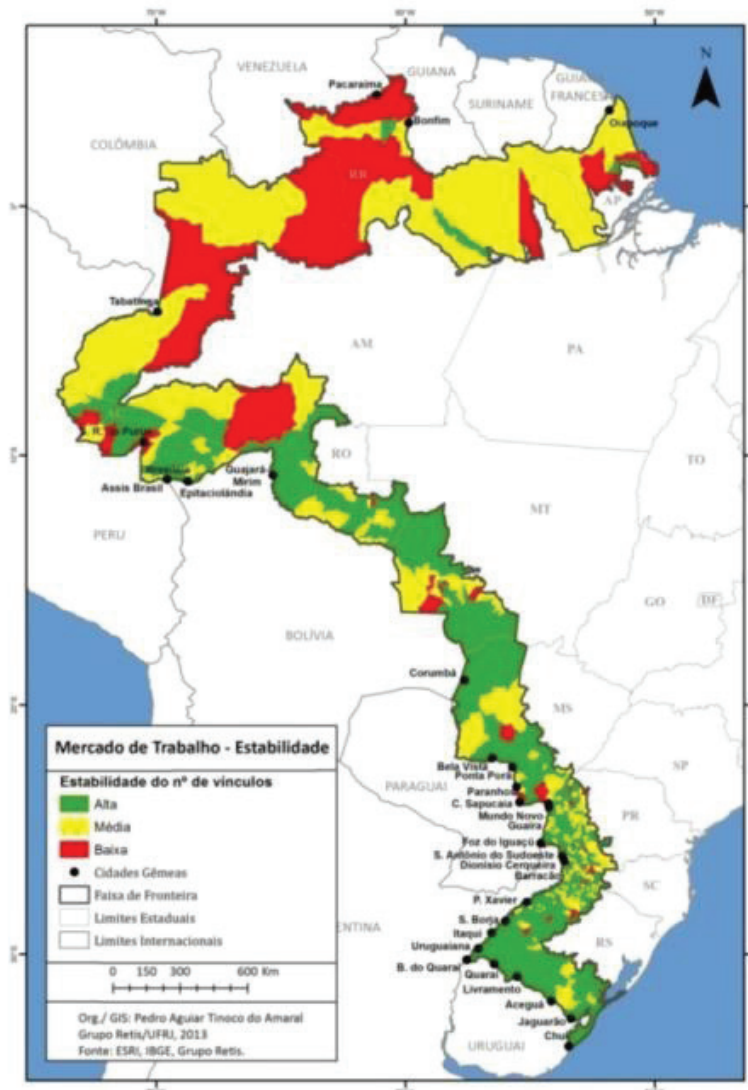 70°W
60°W
50°W
N
VENEZUELA
GUIANA
SURINAME
GUIANA
FRANCESA
COLÔMBIA
Pacaraima
Bonfim
Oiapoque
RR
AP
Tabatinga
AM
PA
RO
TO
Assis Brasil
Epitaciolândia
Guajará-
Mirim
PERU
MT
GO
DF
BOLÍVIA
Corumbá
MS
SP
PARAGUAI
Bela Vista
Ponta Porã
Paranhos
C. Sapucaia
Mundo Novo
Guaíra
PR
Foz do Iguaçú
S. Antônio do Sudoeste
Dionísio Cerqueira
Barracão
SC
P. Xavier
S. Borja
Itaqui
Uruguaiana
B. do Quaraí
Quaraí
Livramento
Aceguá
Jaguarão
Chuí
RS
ENTINA
URUGUAI
Mercado de Trabalho - Estabilidade
Estabilidade do nº de vínculos
Alta
Média
Baixa
Cidades Gêmeas
Faixa de Fronteira
Limites Estaduais
Limites Internacionais
0 150 300 600 Km
Org./ GIS: Pedro Aguiar Tinoco do Amaral
Grupo Retis/UFRJ, 2013
Fonte: ESRI, IBGE, Grupo Retis.